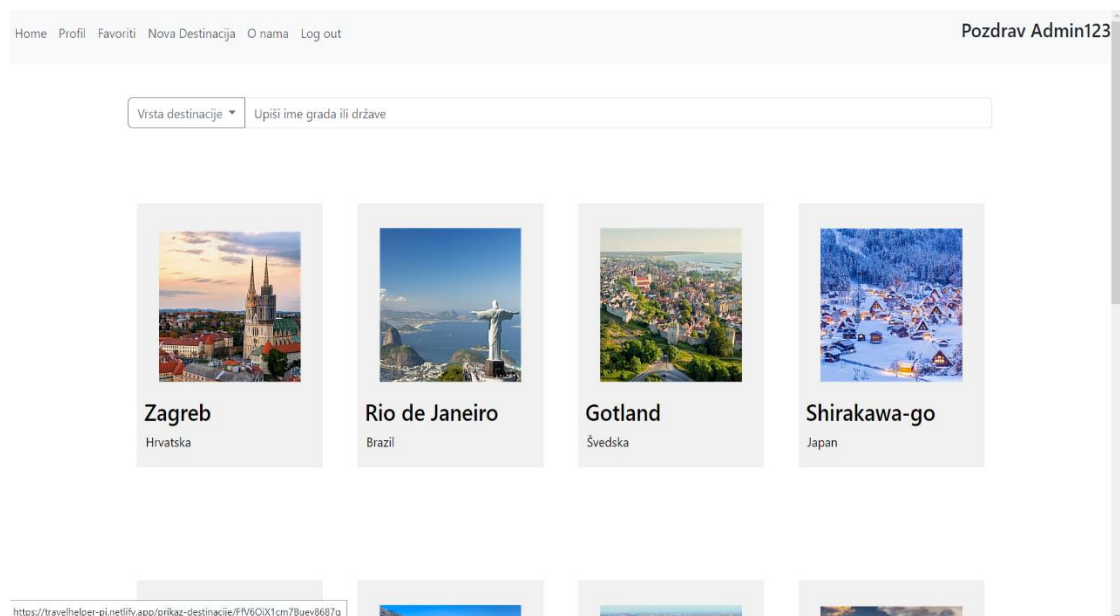 Home Profil Favoriti Nova Destinacija O nama Log out
Pozdrav Admin123
Vrsta destinacije Upiši ime grada ili države
Zagreb Rio de Janeiro Gotland Shirakawa-go
Hrvatska Brazil Švedska Japan
https://travelhelper-pi.netlify.app/prikaz-destinacije/